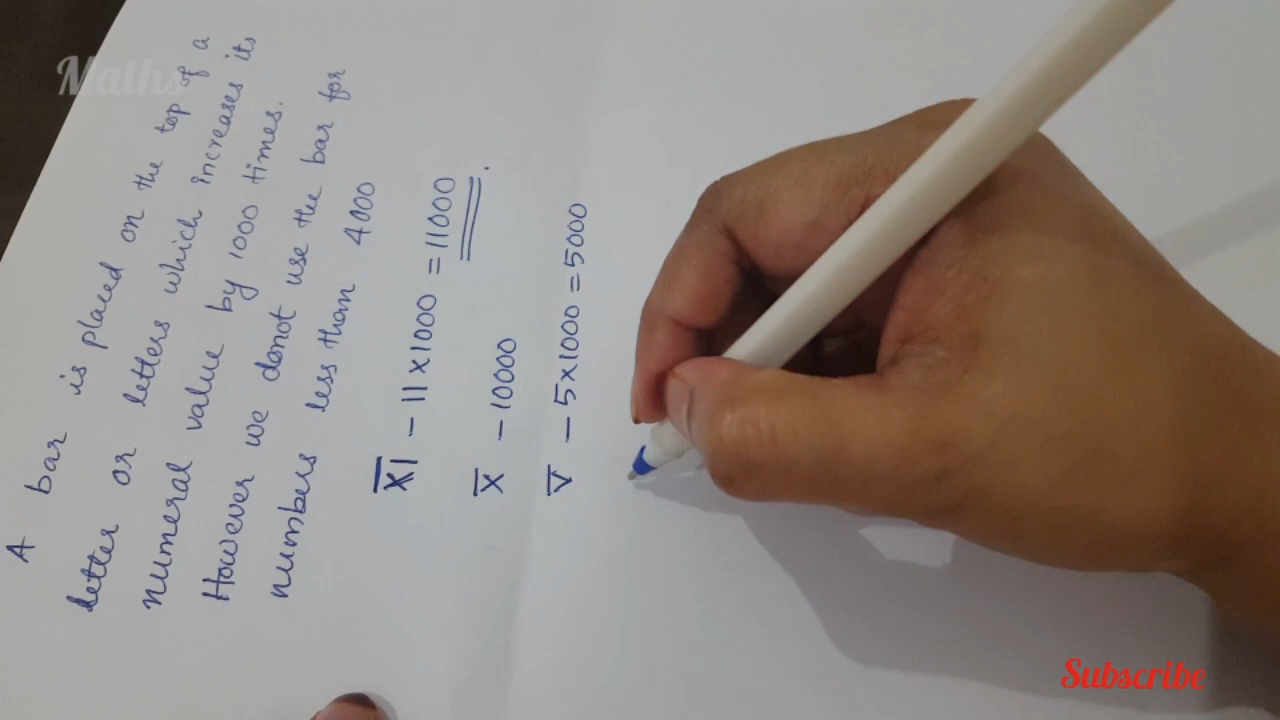 Maths
A bar is placed on the top of a
letter or letters which increases its
numeral value by 1000 times.
However we donot use the bar for
numbers less than 4000
X̅I̅ - 11 x 1000 = 11000.
X̅ - 10000
V̅ - 5 x 1000 = 5000
Subscribe